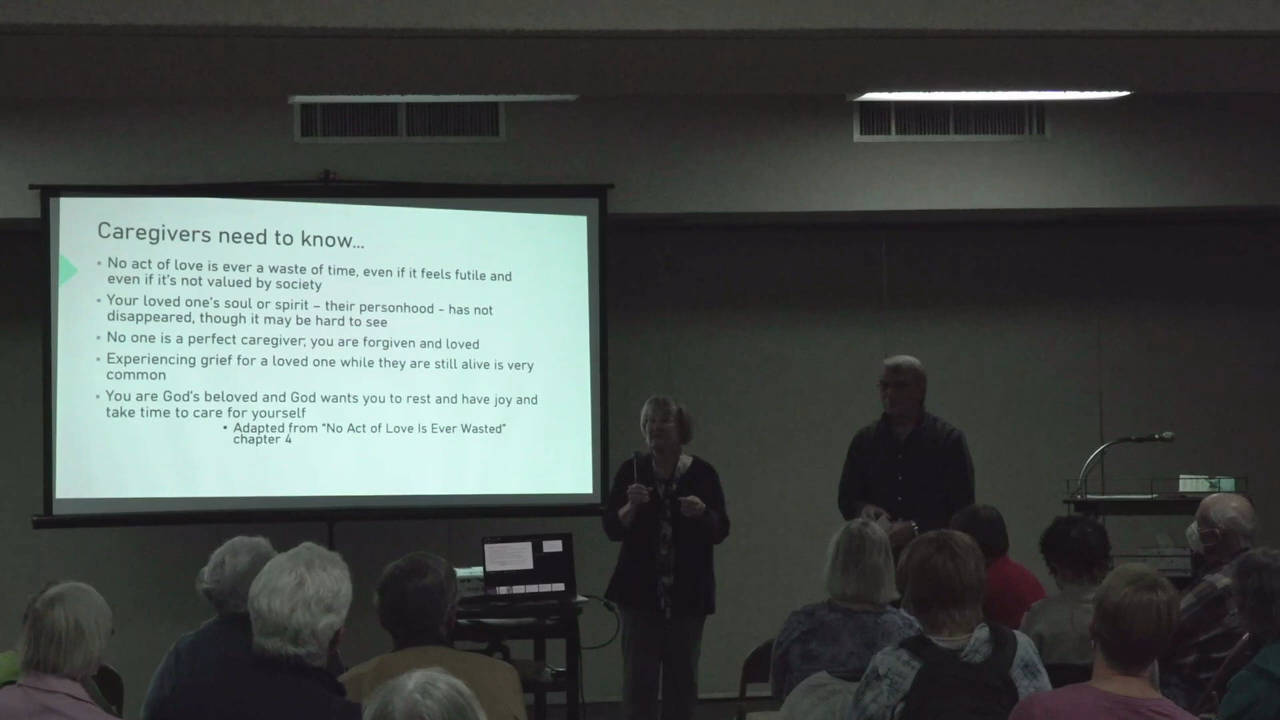 Caregivers need to know...
• No act of love is ever a waste of time, even if it feels futile and
even if it's not valued by society
• Your loved one's soul or spirit – their personhood - has not
disappeared, though it may be hard to see
• No one is a perfect caregiver; you are forgiven and loved
• Experiencing grief for a loved one while they are still alive is very
common
• You are God's beloved and God wants you to rest and have joy and
take time to care for yourself
• Adapted from "No Act of Love Is Ever Wasted"
chapter 4